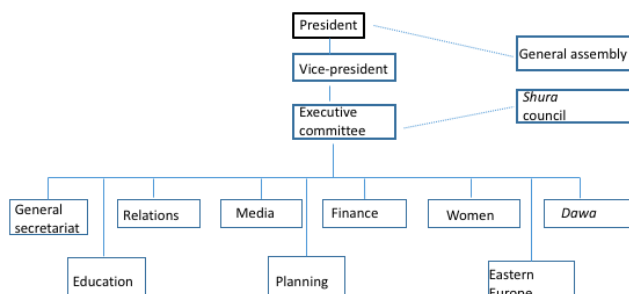 President
General assembly
Vice-president
Shura
council
Executive
committee
General
secretariat
Relations
Media
Finance
Women
Dawa
Education
Planning
Eastern
Europe